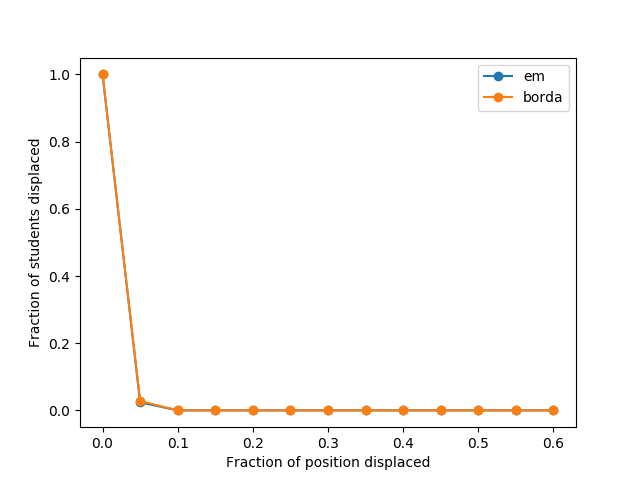 em
borda
Fraction of students displaced
1.0
0.8
0.6
0.4
0.2
0.0
0.0 0.1 0.2 0.3 0.4 0.5 0.6
Fraction of position displaced